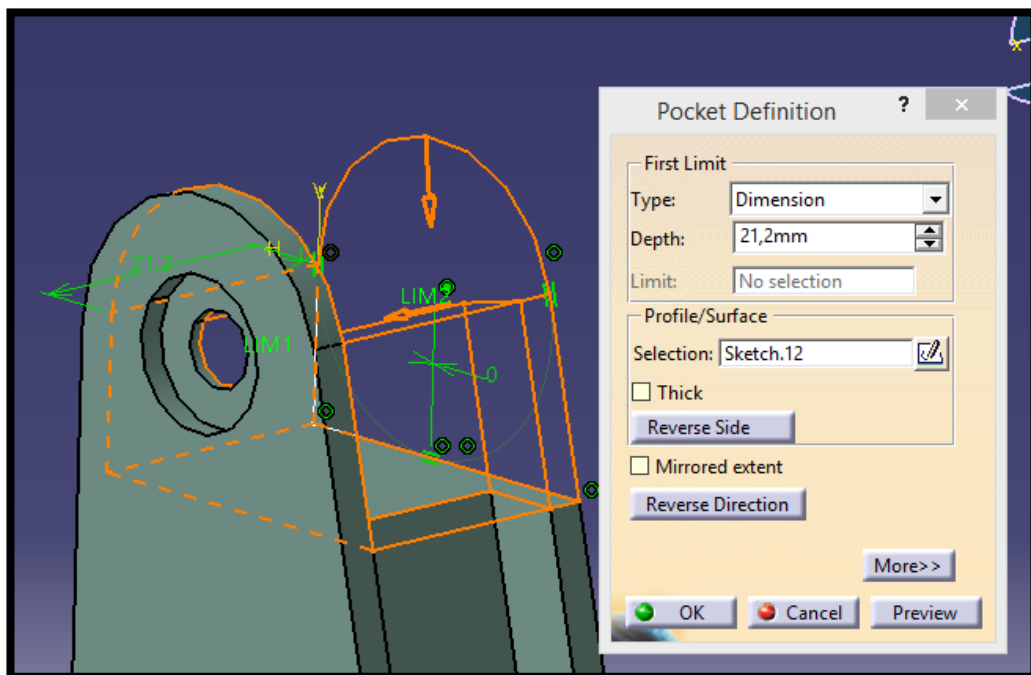 Pocket Definition ? ×
First Limit
Type: Dimension
Depth: 21,2mm
Limit: No selection
Profile/Surface
Selection: Sketch.12
Thick
Reverse Side
Mirrored extent
Reverse Direction
More>>
OK Cancel Preview
V
H
21.2
LIM2
LIM1
0